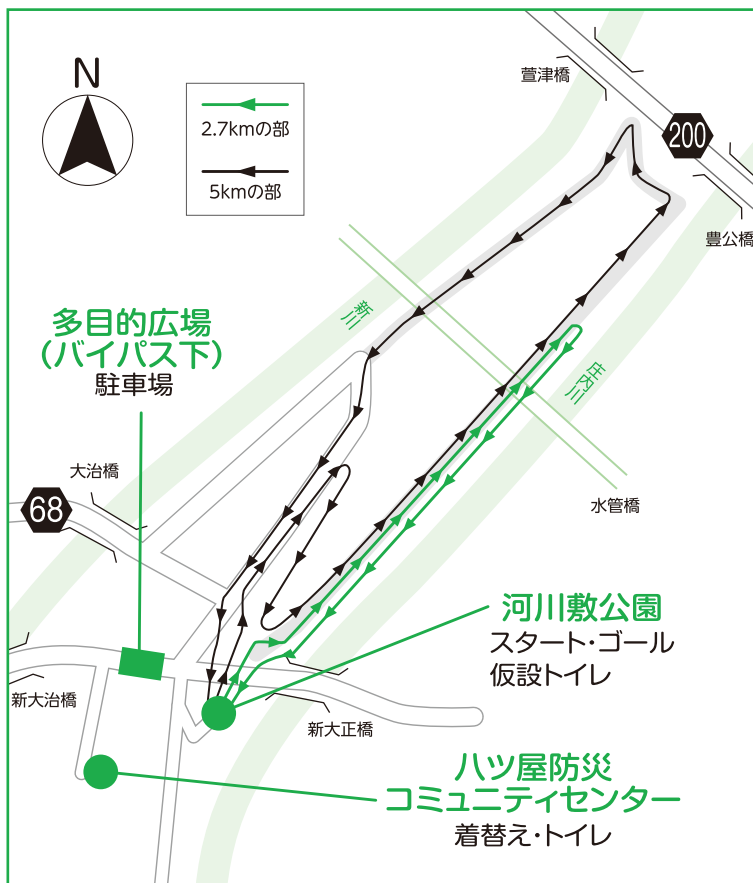 N
2.7kmの部
5kmの部
萱津橋
200
豊公橋
新川
庄内川
多目的広場
(バイパス下)
駐車場
大治橋
68
水管橋
河川敷公園
スタート・ゴール
仮設トイレ
新大治橋
新大正橋
八ツ屋防災
コミュニティセンター
着替え・トイレ